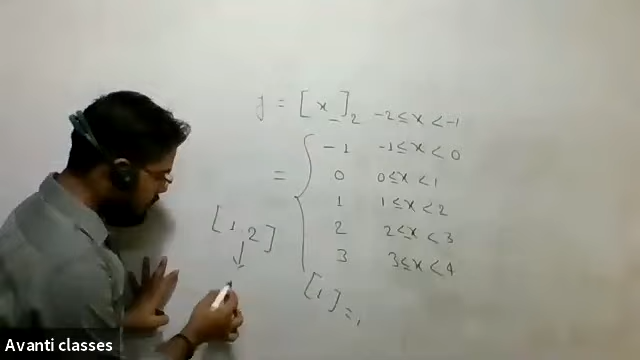 y = [x]
-2 -2 ≤ x < -1
-1 -1 ≤ x < 0
= { 0 0 ≤ x < 1
1 1 ≤ x < 2
2 2 ≤ x < 3
3 3 ≤ x < 4
[1.2]
[1] = 1
Avanti classes